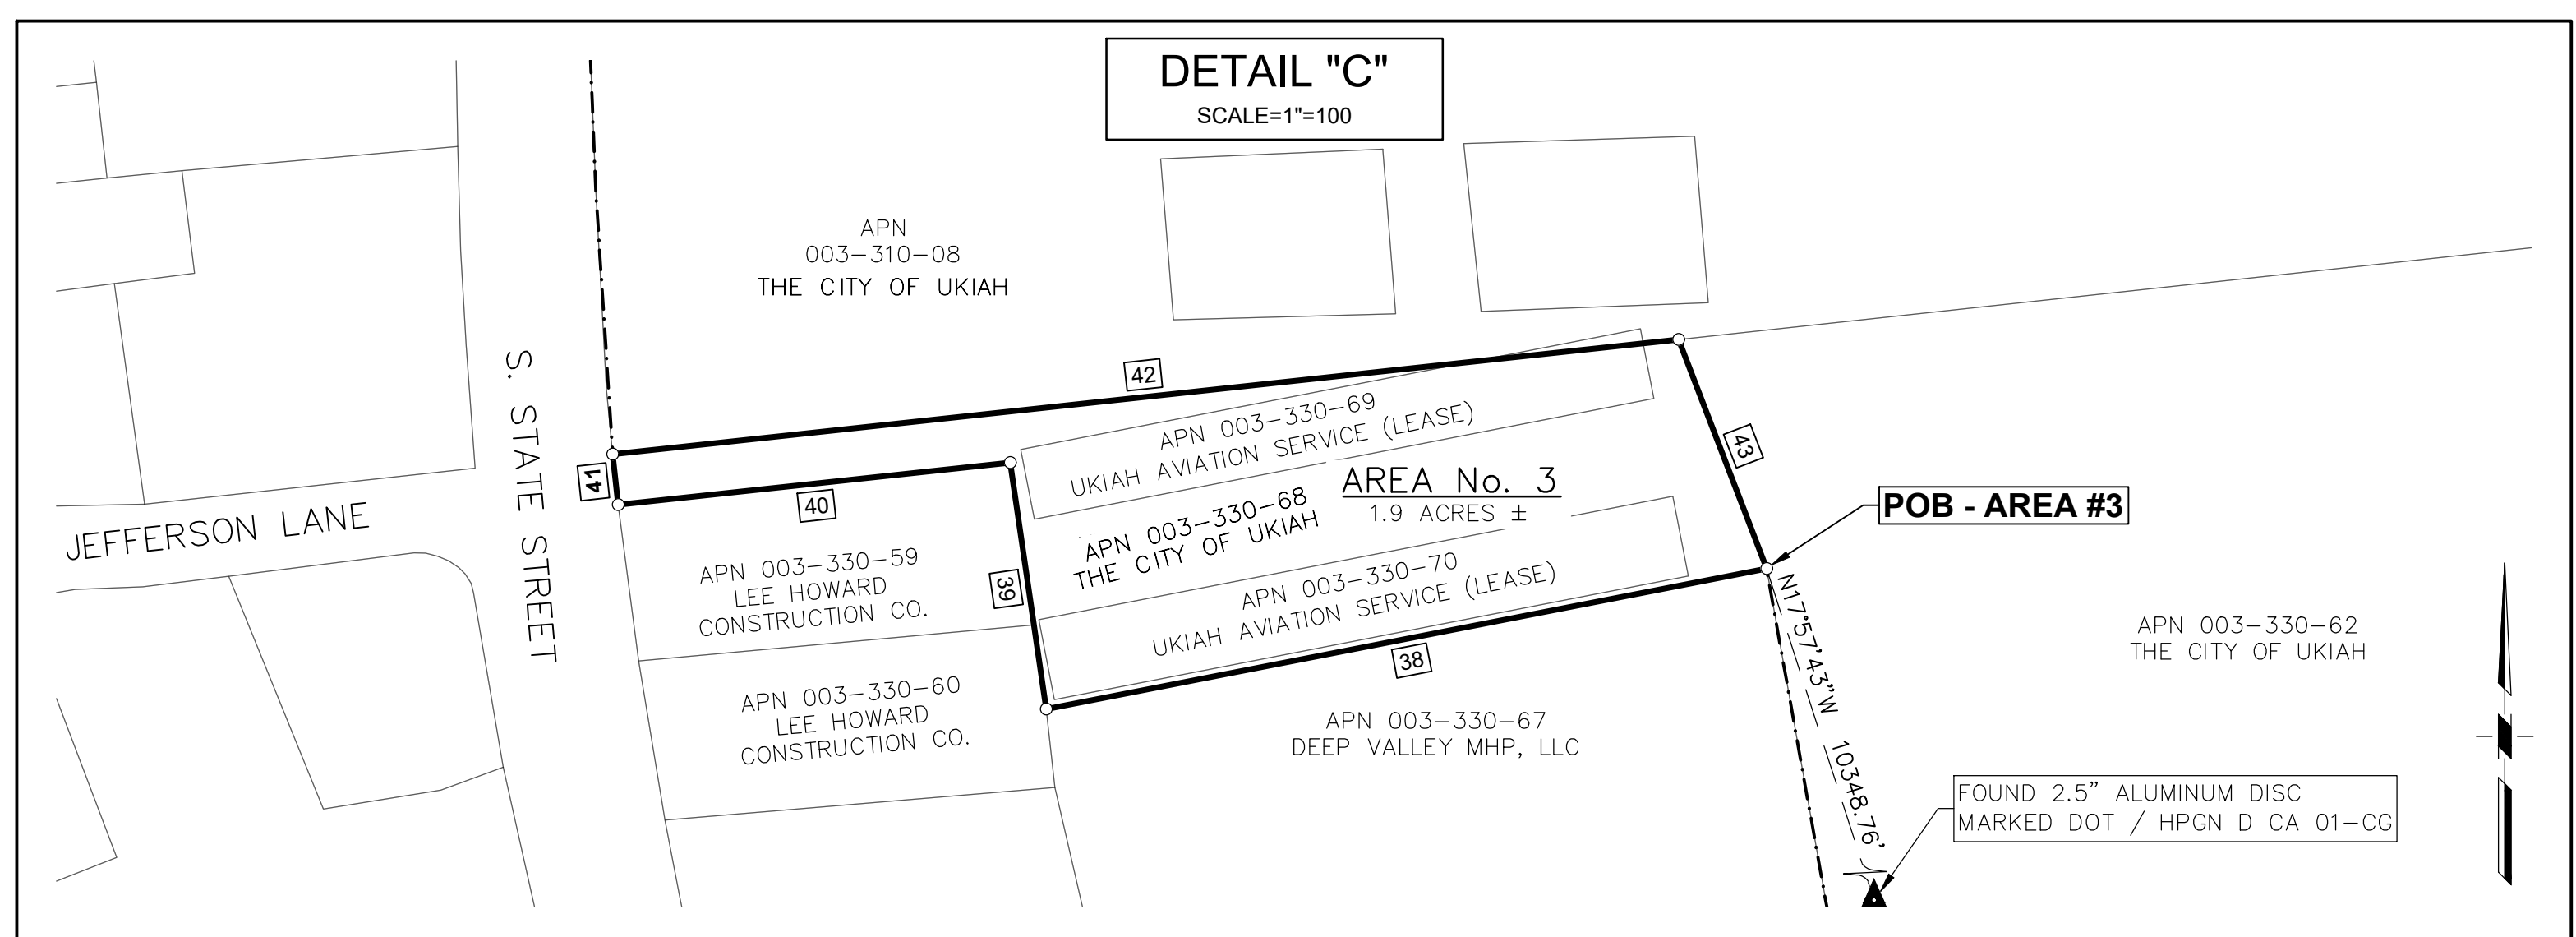 DETAIL "C"
SCALE=1"=100
APN
003-310-08
THE CITY OF UKIAH
S. STATE STREET
JEFFERSON LANE
42
41
40
39
43
38
APN 003-330-69
UKIAH AVIATION SERVICE (LEASE)
AREA No. 3
1.9 ACRES ±
APN 003-330-68
THE CITY OF UKIAH
APN 003-330-70
UKIAH AVIATION SERVICE (LEASE)
POB - AREA #3
APN 003-330-59
LEE HOWARD
CONSTRUCTION CO.
APN 003-330-60
LEE HOWARD
CONSTRUCTION CO.
APN 003-330-67
DEEP VALLEY MHP, LLC
N17°57'43"W 10348.76'
APN 003-330-62
THE CITY OF UKIAH
FOUND 2.5" ALUMINUM DISC
MARKED DOT / HPGN D CA 01-CG